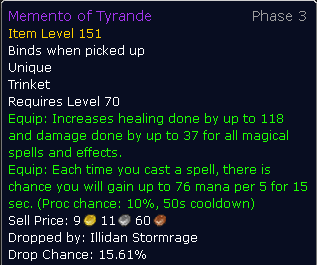 Memento of Tyrande Phase 3
Item Level 151
Binds when picked up
Unique
Trinket
Requires Level 70
Equip: Increases healing done by up to 118
and damage done by up to 37 for all magical
spells and effects.
Equip: Each time you cast a spell, there is
chance you will gain up to 76 mana per 5 for 15
sec. (Proc chance: 10%, 50s cooldown)
Sell Price: 9 11 60
Dropped by: Illidan Stormrage
Drop Chance: 15.61%